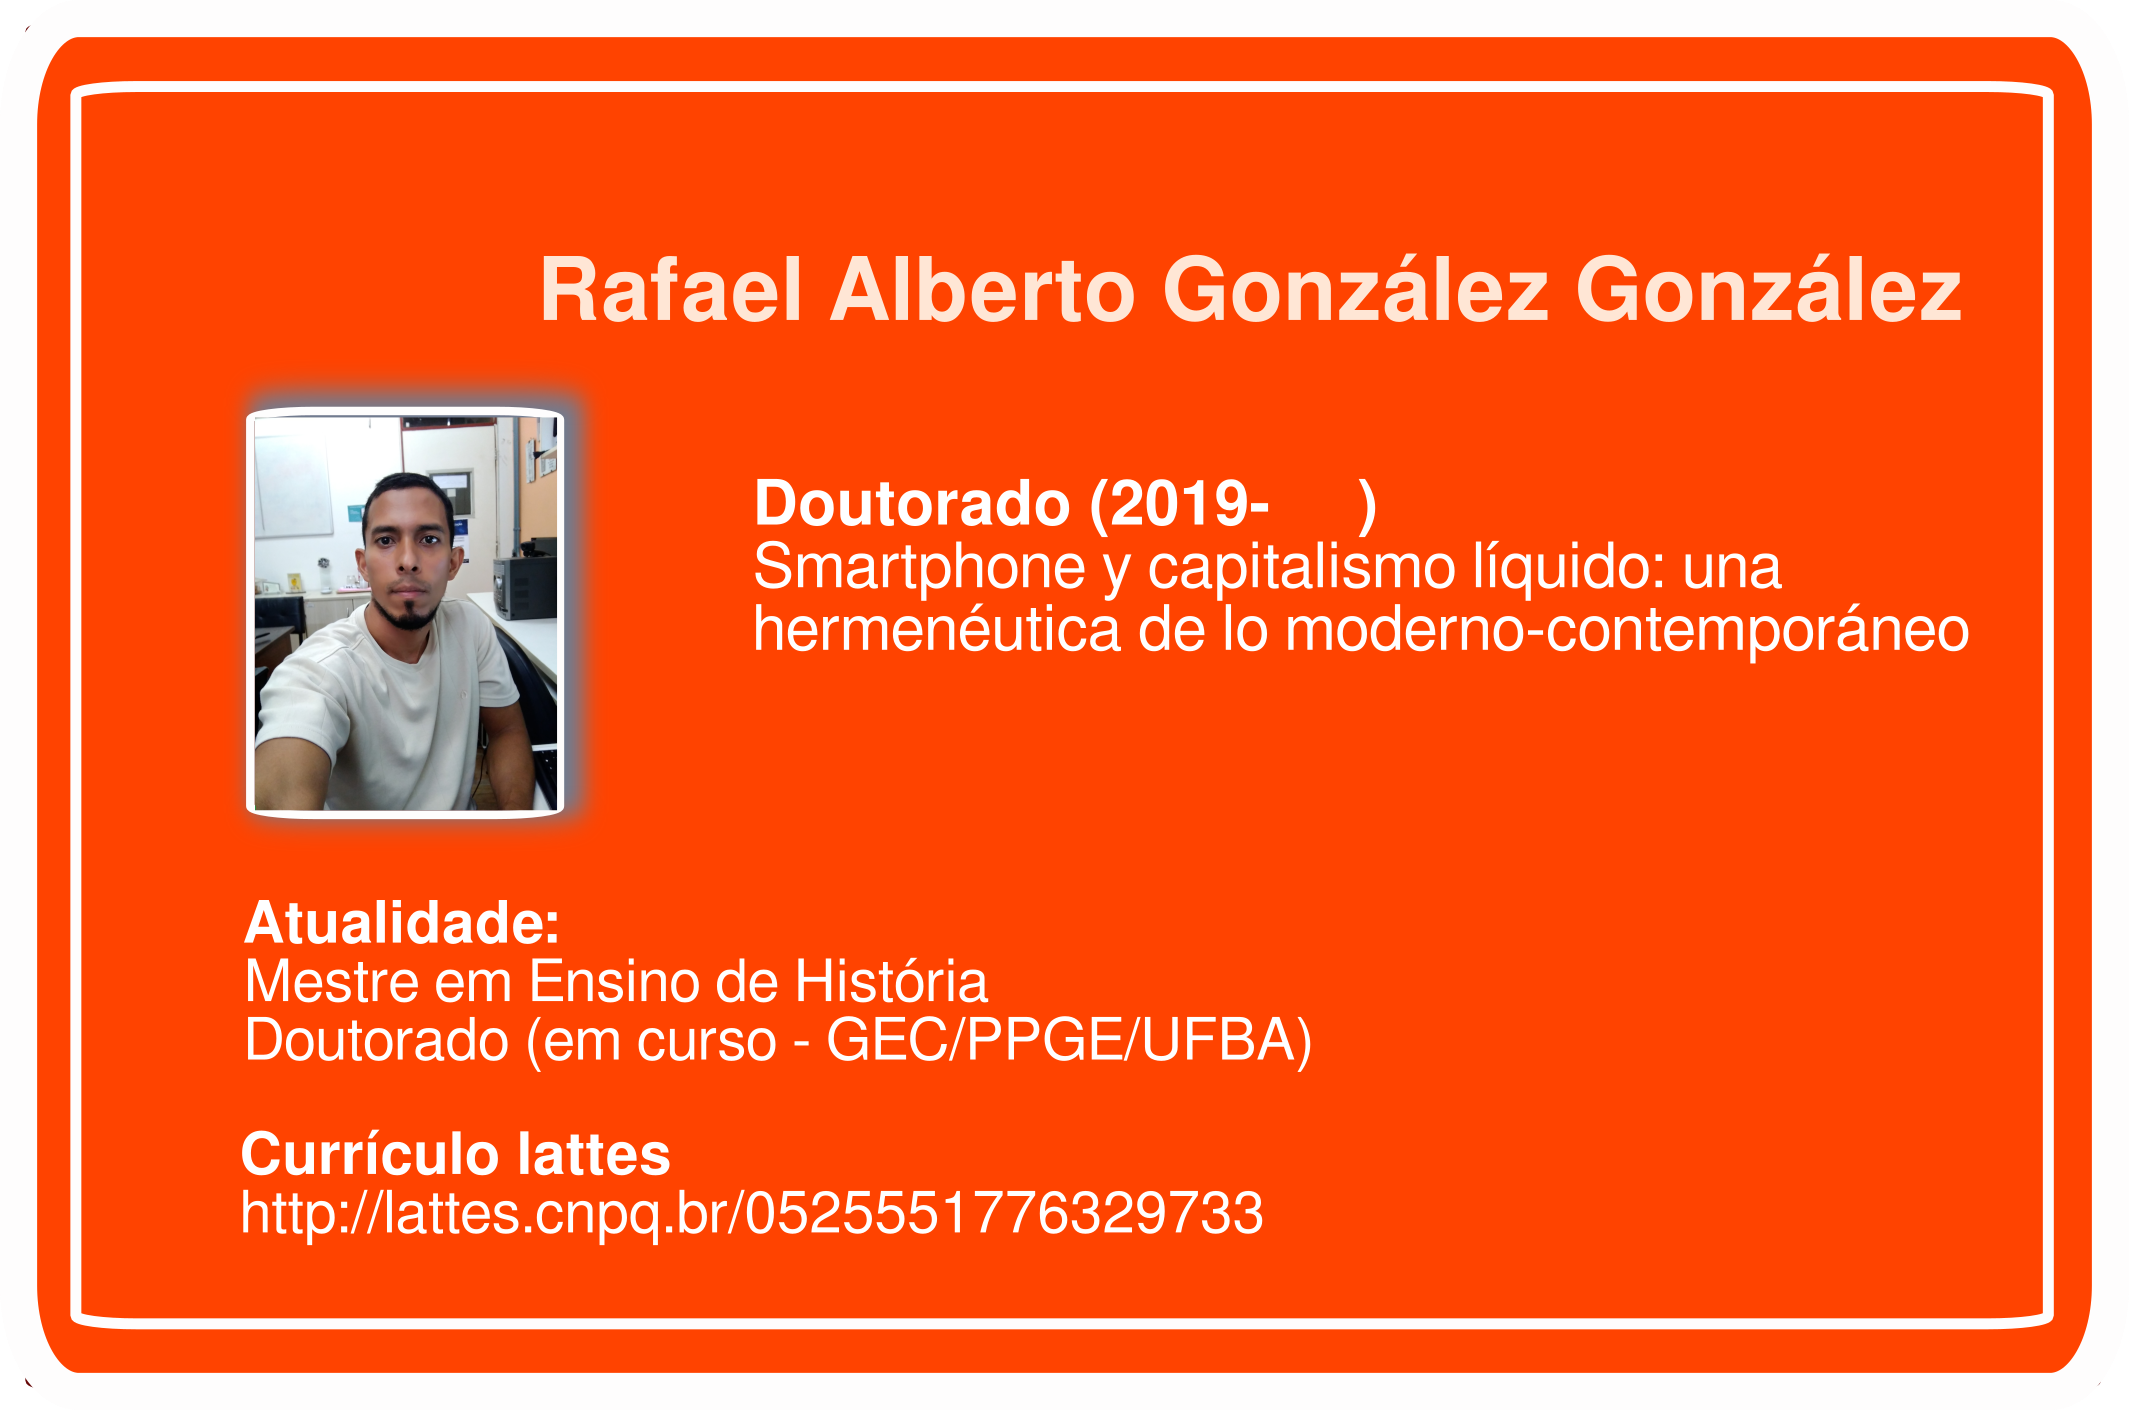 Rafael Alberto González González
Doutorado (2019-     )
Smartphone y capitalismo líquido: una
hermenéutica de lo moderno-contemporáneo
Atualidade:
Mestre em Ensino de História
Doutorado (em curso - GEC/PPGE/UFBA)
Currículo lattes
http://lattes.cnpq.br/0525551776329733